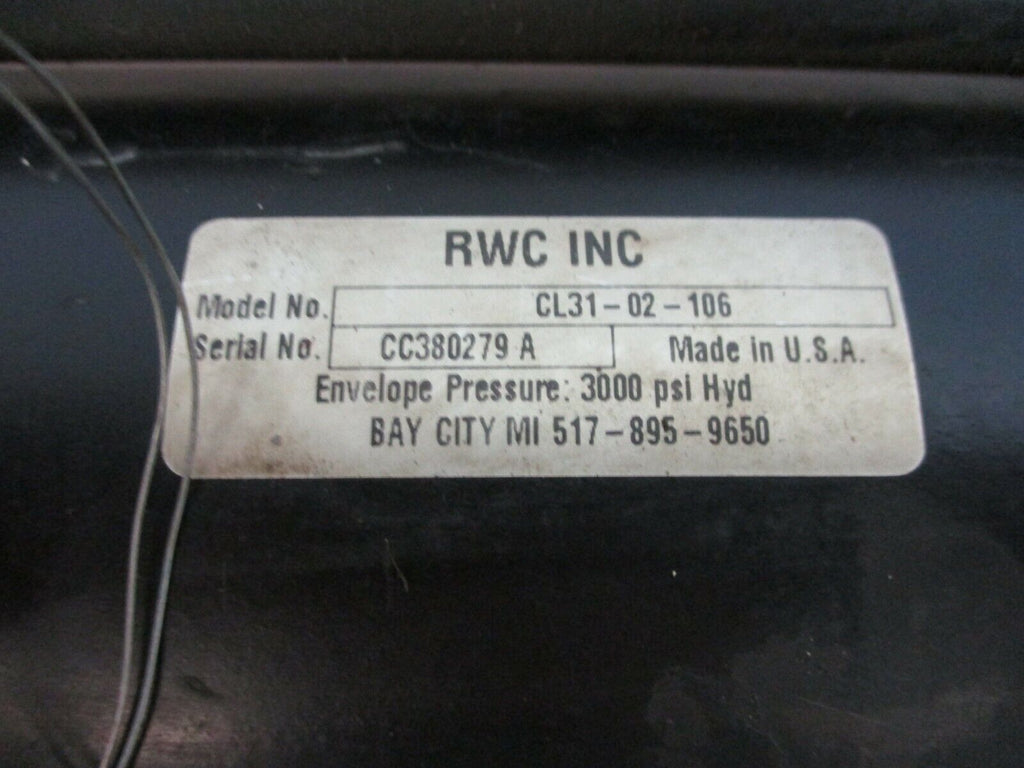 RWC INC
Model No. CL31-02-106
Serial No. CC380279 A Made in U.S.A.
Envelope Pressure: 3000 psi Hyd
BAY CITY MI 517-895-9650